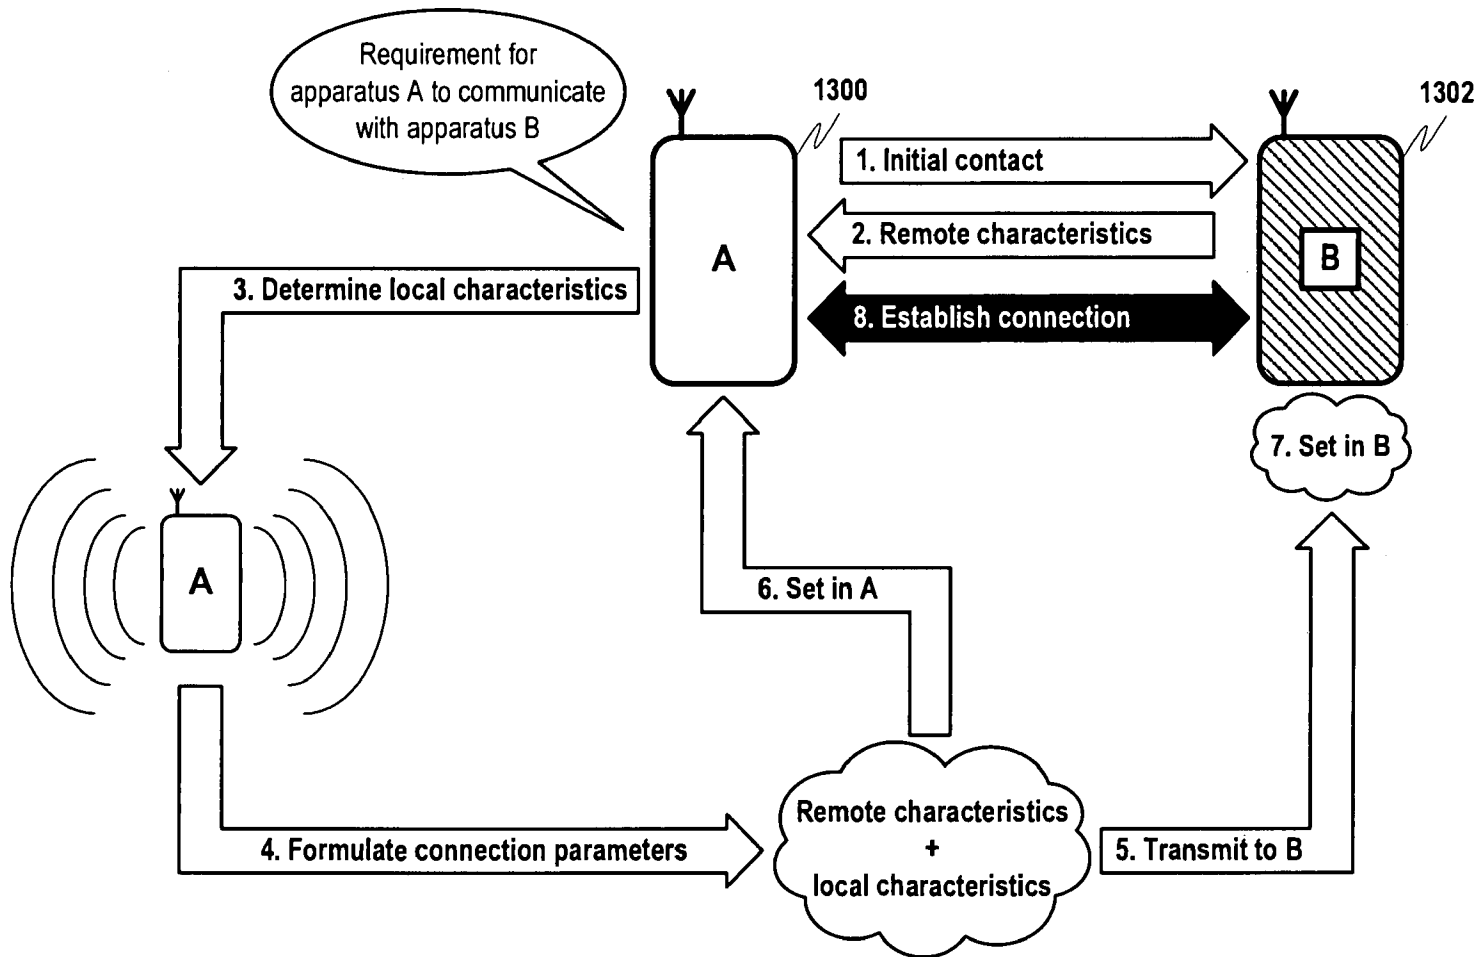 Requirement for
apparatus A to communicate
with apparatus B
1300
1302
A
B
1. Initial contact
2. Remote characteristics
8. Establish connection
3. Determine local characteristics
7. Set in B
A
6. Set in A
4. Formulate connection parameters
Remote characteristics
+
local characteristics
5. Transmit to B